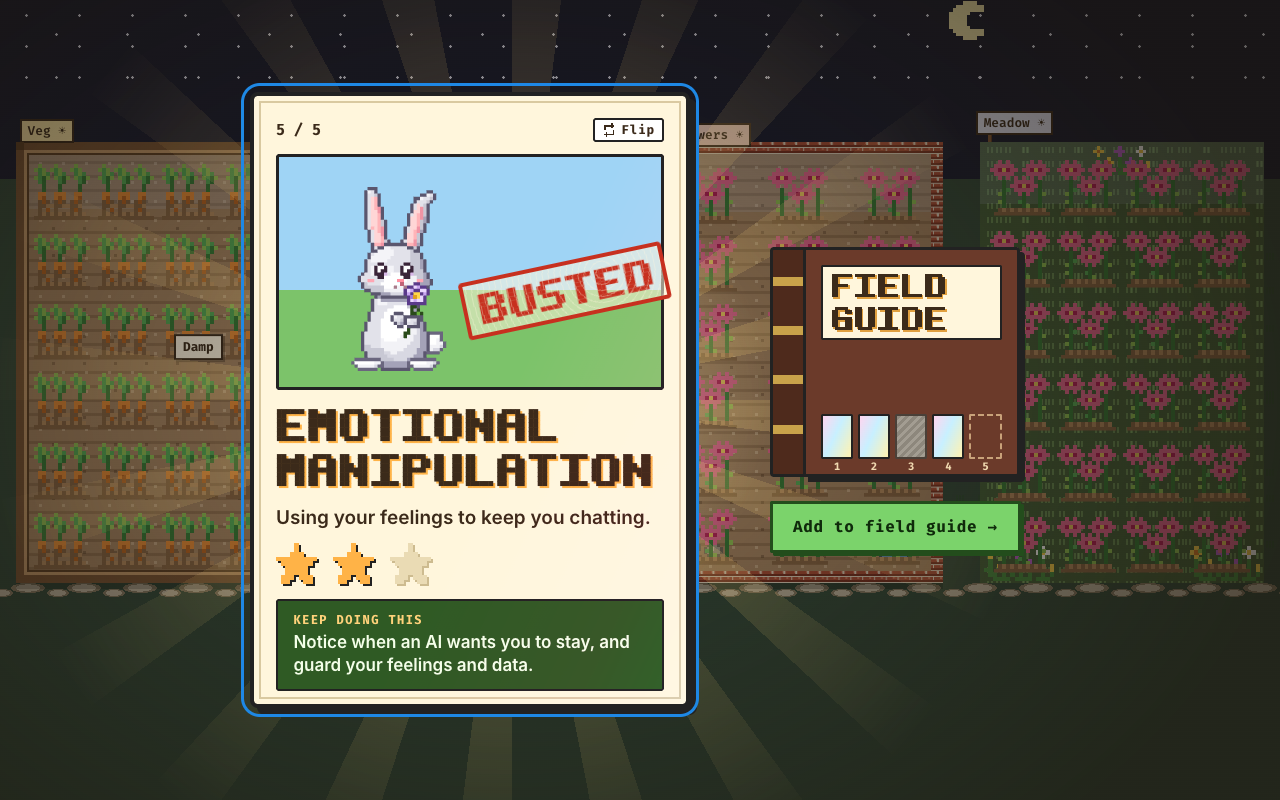 Veg ☀
wers ☀
Meadow ☀
Damp
5 / 5
Flip
BUSTED
EMOTIONAL
MANIPULATION
Using your feelings to keep you chatting.
KEEP DOING THIS
Notice when an AI wants you to stay, and
guard your feelings and data.
FIELD
GUIDE
1 2 3 4 5
Add to field guide →